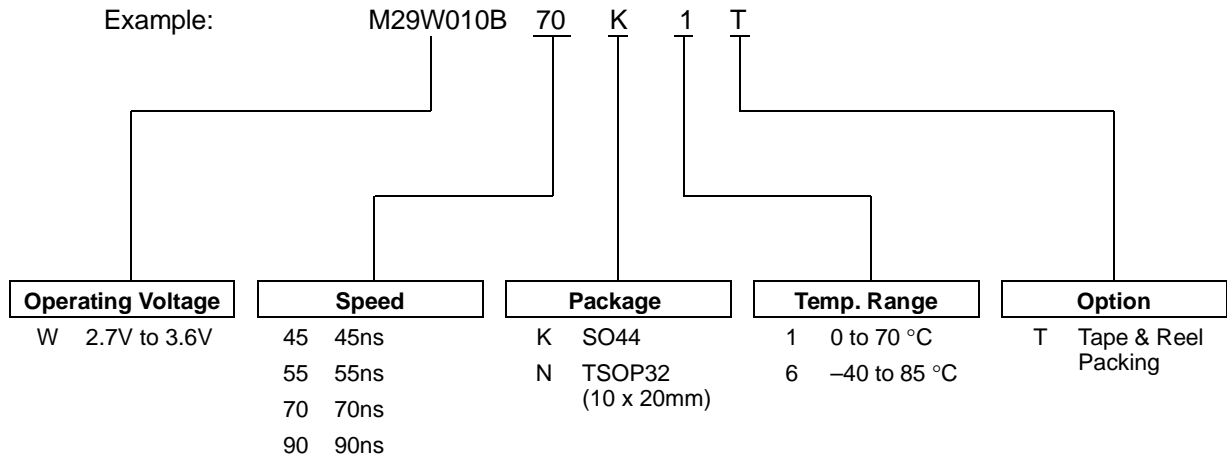 Example: M29W010B 70 K 1 T
Operating Voltage Speed Package Temp. Range Option
W 2.7V to 3.6V 45 45ns K SO44 1 0 to 70 °C T Tape & Reel
Packing
55 55ns N TSOP32 6 –40 to 85 °C
(10 x 20mm)
70 70ns
90 90ns